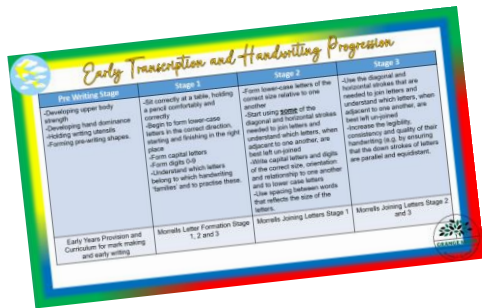 Early Transcription and Handwriting Progression
Pre Writing Stage
-Developing upper body
strength
-Developing hand dominance
-Holding writing utensils
-Forming pre-writing shapes.
Early Years Provision and
Curriculum for mark making
and early writing
Stage 1
-Sit correctly at a table, holding
a pencil comfortably and
correctly
-Begin to form lower-case
letters in the correct direction,
starting and finishing in the right
place
-Form capital letters
-Form digits 0-9
-Understand which letters
belong to which handwriting
'families' and to practise these.
Morrells Letter Formation Stage
1, 2 and 3
Stage 2
-Form lower-case letters of the
correct size relative to one
another
-Start using some of the
diagonal and horizontal strokes
needed to join letters and
understand which letters, when
adjacent to one another, are
best left un-joined
-Write capital letters and digits
of the correct size, orientation
and relationship to one another
and to lower case letters
-Use spacing between words
that reflects the size of the
letters.
Morrells Joining Letters Stage 1
Stage 3
-Use the diagonal and
horizontal strokes that are
needed to join letters and
understand which letters, when
adjacent to one another, are
best left un-joined
-Increase the legibility,
consistency and quality of their
handwriting (e.g. by ensuring
that the down strokes of letters
are parallel and equidistant.
Morrells Joining Letters Stage 2
and 3